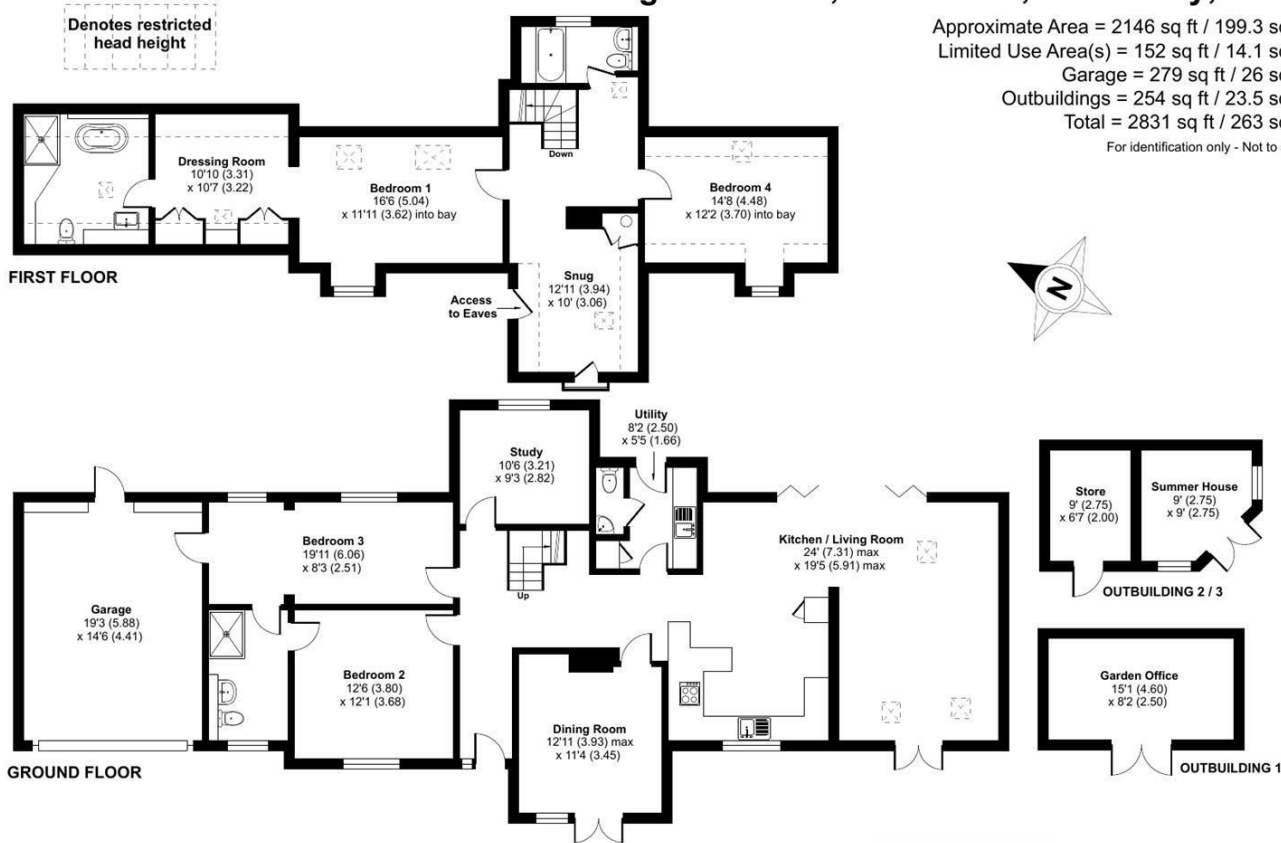 Denotes restricted
head height
Approximate Area = 2146 sq ft / 199.3
Limited Use Area(s) = 152 sq ft / 14.1
Garage = 279 sq ft / 26
Outbuildings = 254 sq ft / 23.5
Total = 2831 sq ft / 263
For identification only - Not to
Dressing Room
10'10 (3.31)
x 10'7 (3.22)
Bedroom 1
16'6 (5.04)
x 11'11 (3.62) into bay
Down
Bedroom 4
14'8 (4.48)
x 12'2 (3.70) into bay
FIRST FLOOR
Access
to Eaves
Snug
12'11 (3.94)
x 10' (3.06)
N
Utility
8'2 (2.50)
x 5'5 (1.66)
Study
10'6 (3.21)
x 9'3 (2.82)
Bedroom 3
19'11 (6.06)
x 8'3 (2.51)
Up
Kitchen / Living Room
24' (7.31) max
x 19'5 (5.91) max
Store
9' (2.75)
x 6'7 (2.00)
Summer House
9' (2.75)
x 9' (2.75)
OUTBUILDING 2 / 3
Garage
19'3 (5.88)
x 14'6 (4.41)
Bedroom 2
12'6 (3.80)
x 12'1 (3.68)
Dining Room
12'11 (3.93) max
x 11'4 (3.45)
Garden Office
15'1 (4.60)
x 8'2 (2.50)
GROUND FLOOR
OUTBUILDING 1